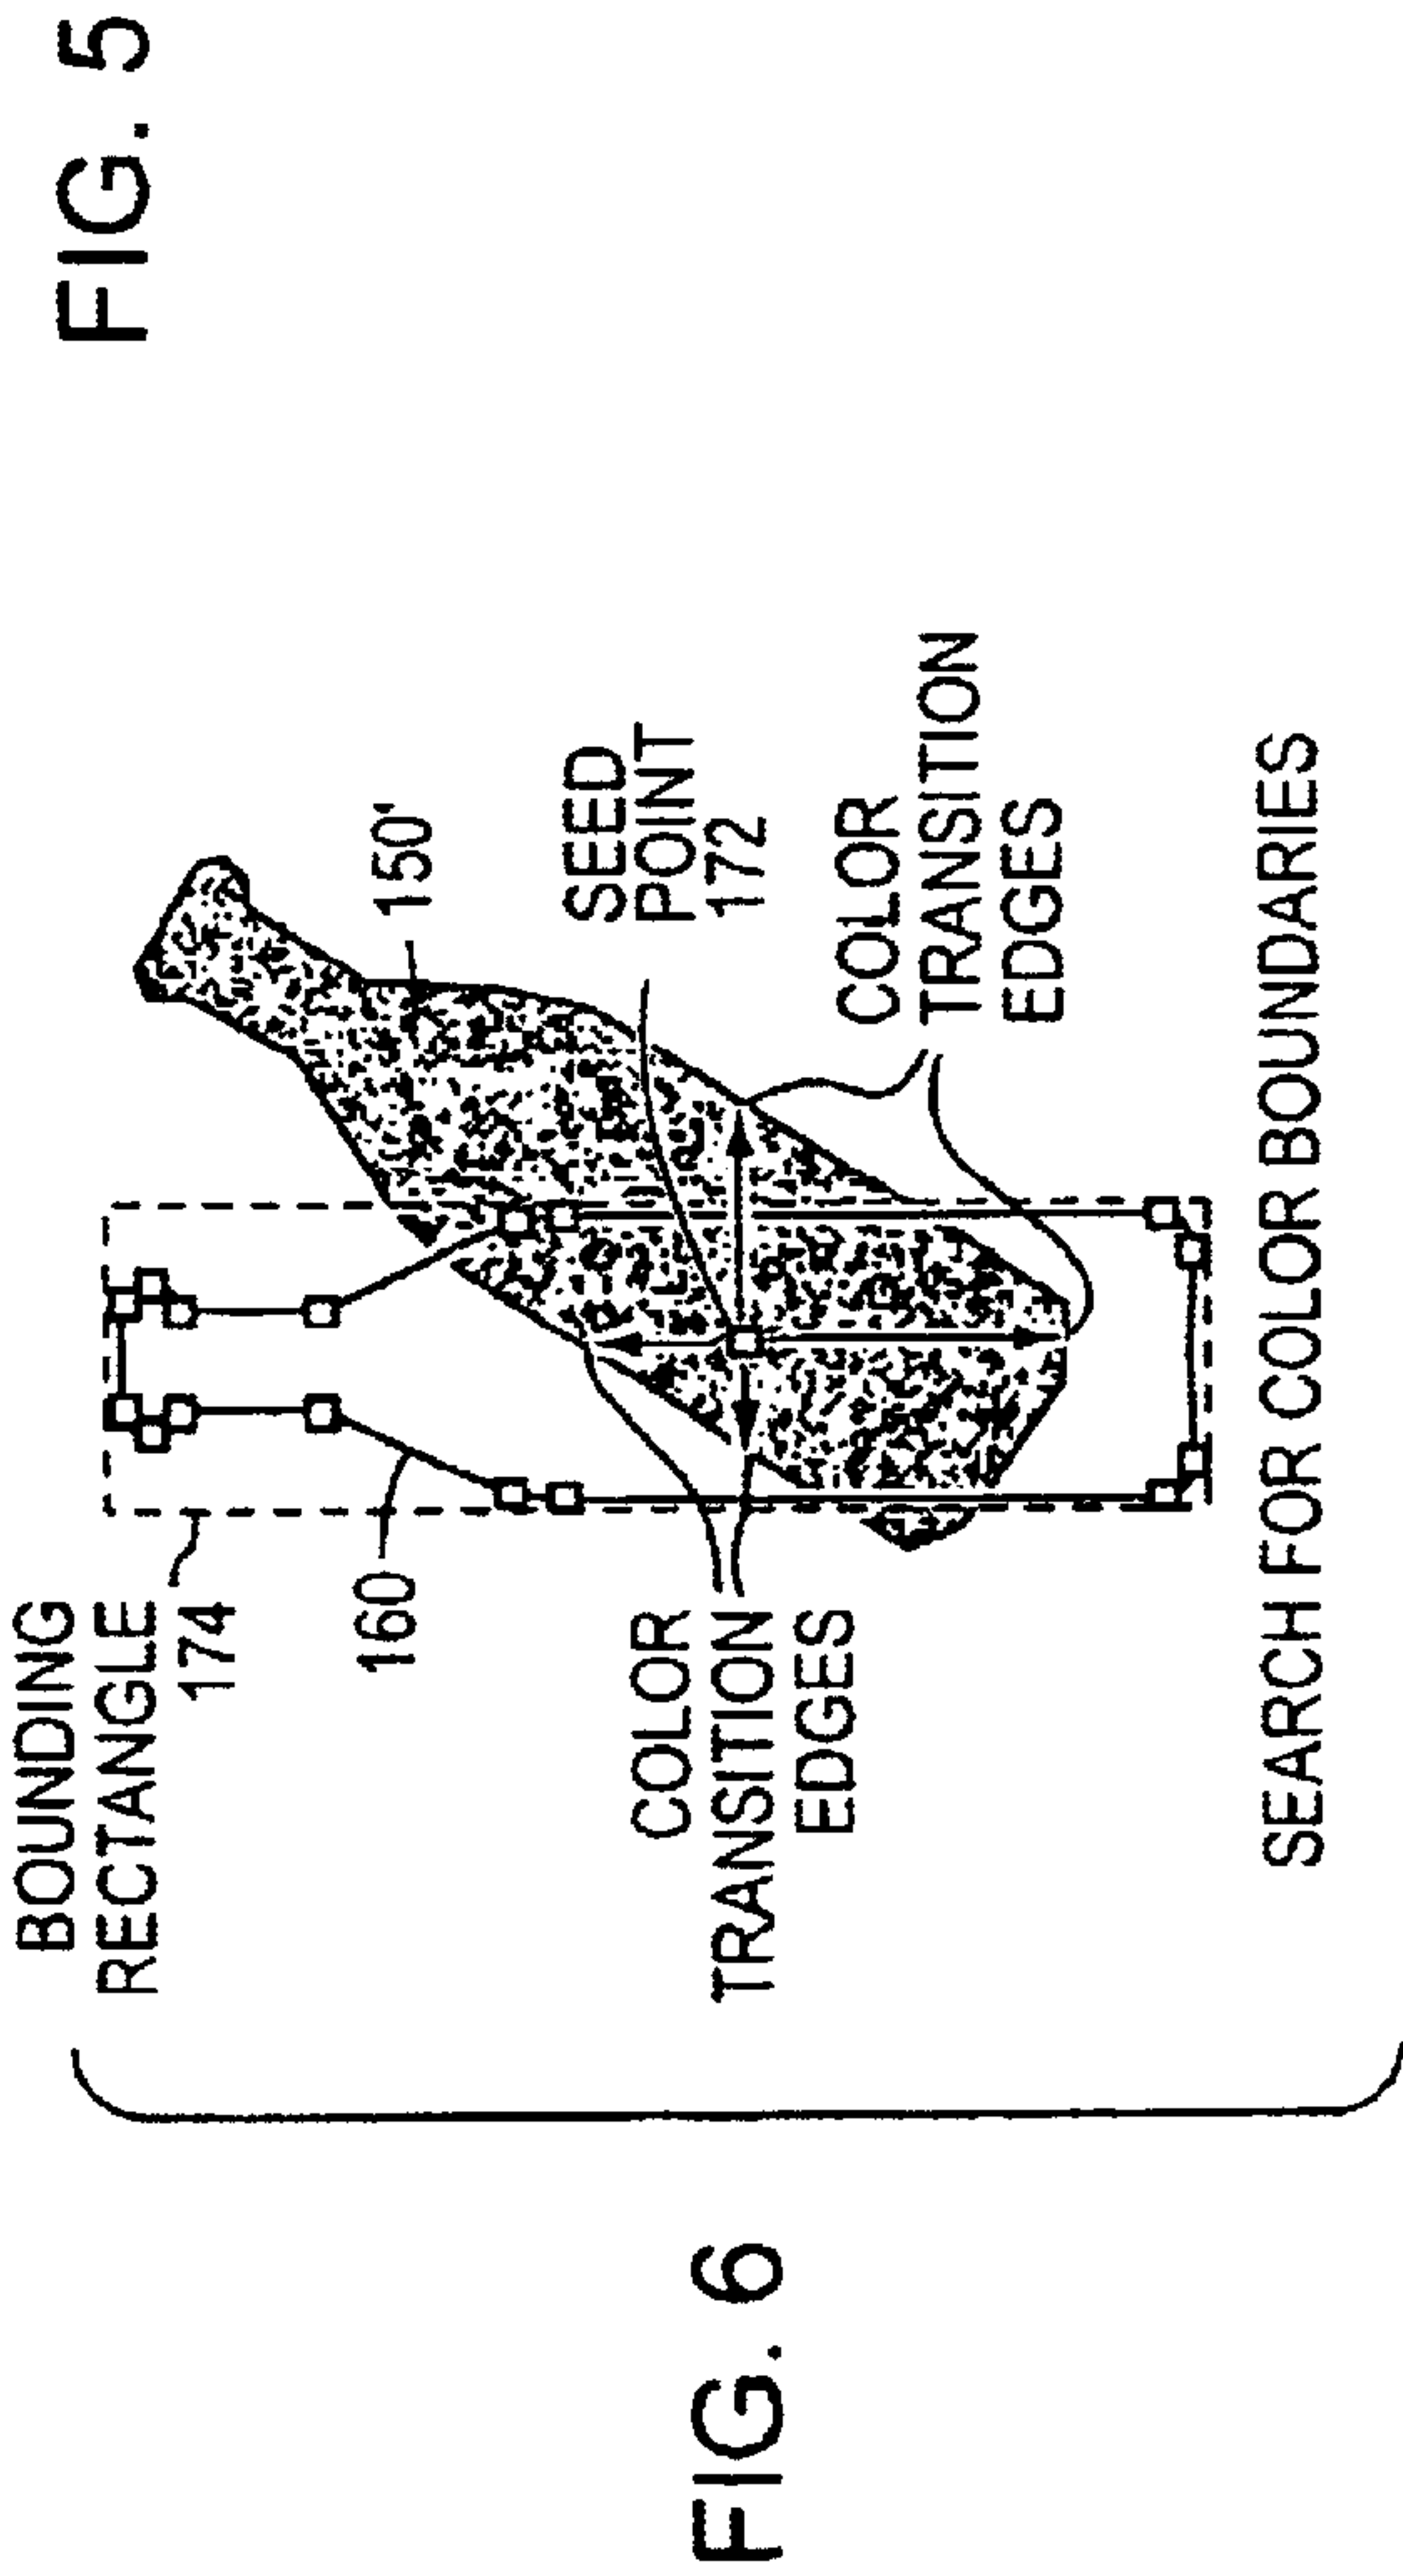 FIG. 5
BOUNDING
RECTANGLE
174
160
150'
SEED
POINT
172
COLOR
TRANSITION
EDGES
COLOR
TRANSITION
EDGES
SEARCH FOR COLOR BOUNDARIES
FIG. 6